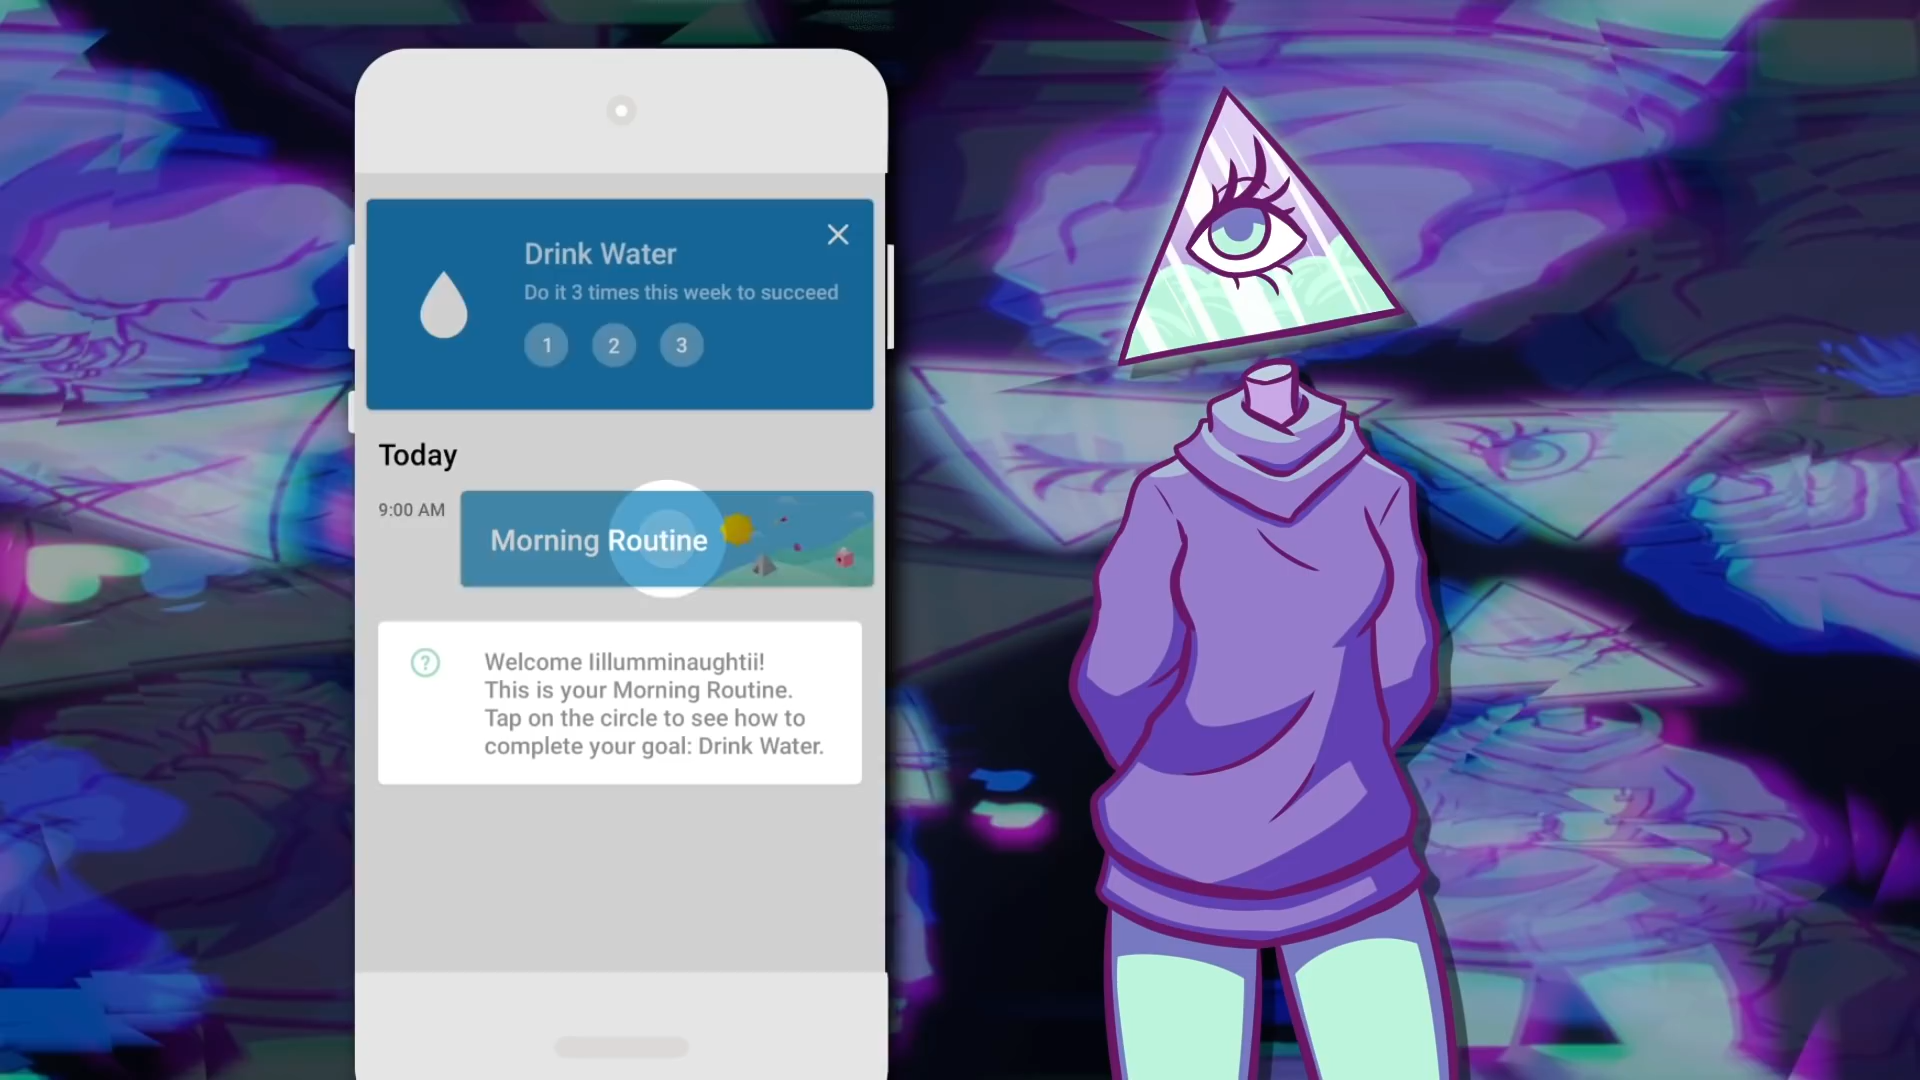 Drink Water
Do it 3 times this week to succeed
1 2 3
Today
9:00 AM
Morning Routine
Welcome lillumminaughtii!
This is your Morning Routine.
Tap on the circle to see how to
complete your goal: Drink Water.